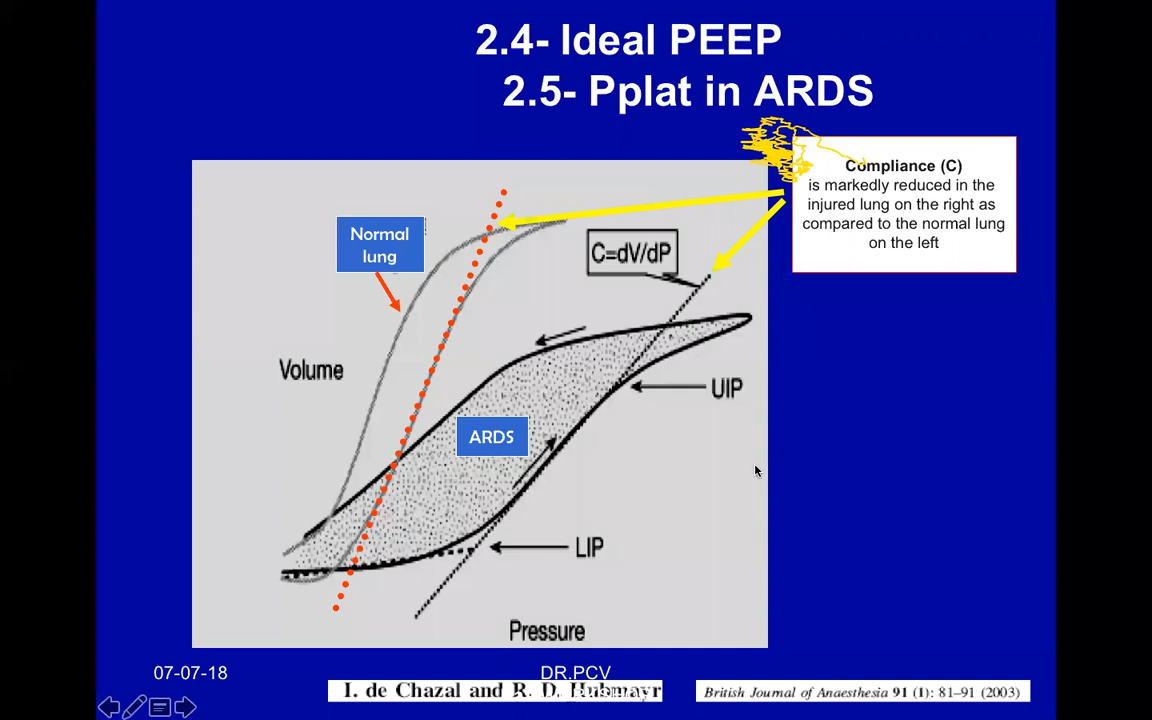 2.4- Ideal PEEP
2.5- Pplat in ARDS
Compliance (C)
is markedly reduced in the
injured lung on the right as
compared to the normal lung
on the left
Normal
lung
C=dV/dP
Volume
UIP
ARDS
LIP
Pressure
07-07-18
DR.PCV
I. de Chazal and R. D.
British Journal of Anaesthesia 91 (1): 81–91 (2003)